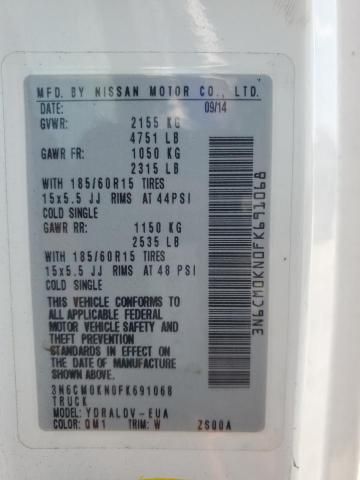 MFD. BY NISSAN MOTOR CO., LTD.
DATE: 09/14
GVWR: 2155 KG
4751 LB
GAWR FR: 1050 KG
2315 LB
WITH 185/60R15 TIRES
15x5.5 JJ RIMS AT 44PSI
COLD SINGLE
GAWR RR: 1150 KG
2535 LB
WITH 185/60R15 TIRES
15x5.5 JJ RIMS AT 48 PSI
COLD SINGLE
THIS VEHICLE CONFORMS TO
ALL APPLICABLE FEDERAL
MOTOR VEHICLE SAFETY AND
THEFT PREVENTION
STANDARDS IN EFFECT ON THE
DATE OF MANUFACTURE
SHOWN ABOVE.
3N6CM0KN0FK691068
TRUCK
MODEL: YDRALDV-EUA
COLOR: QM1 TRIM: W ZS00A
3N6CM0KN0FK691068